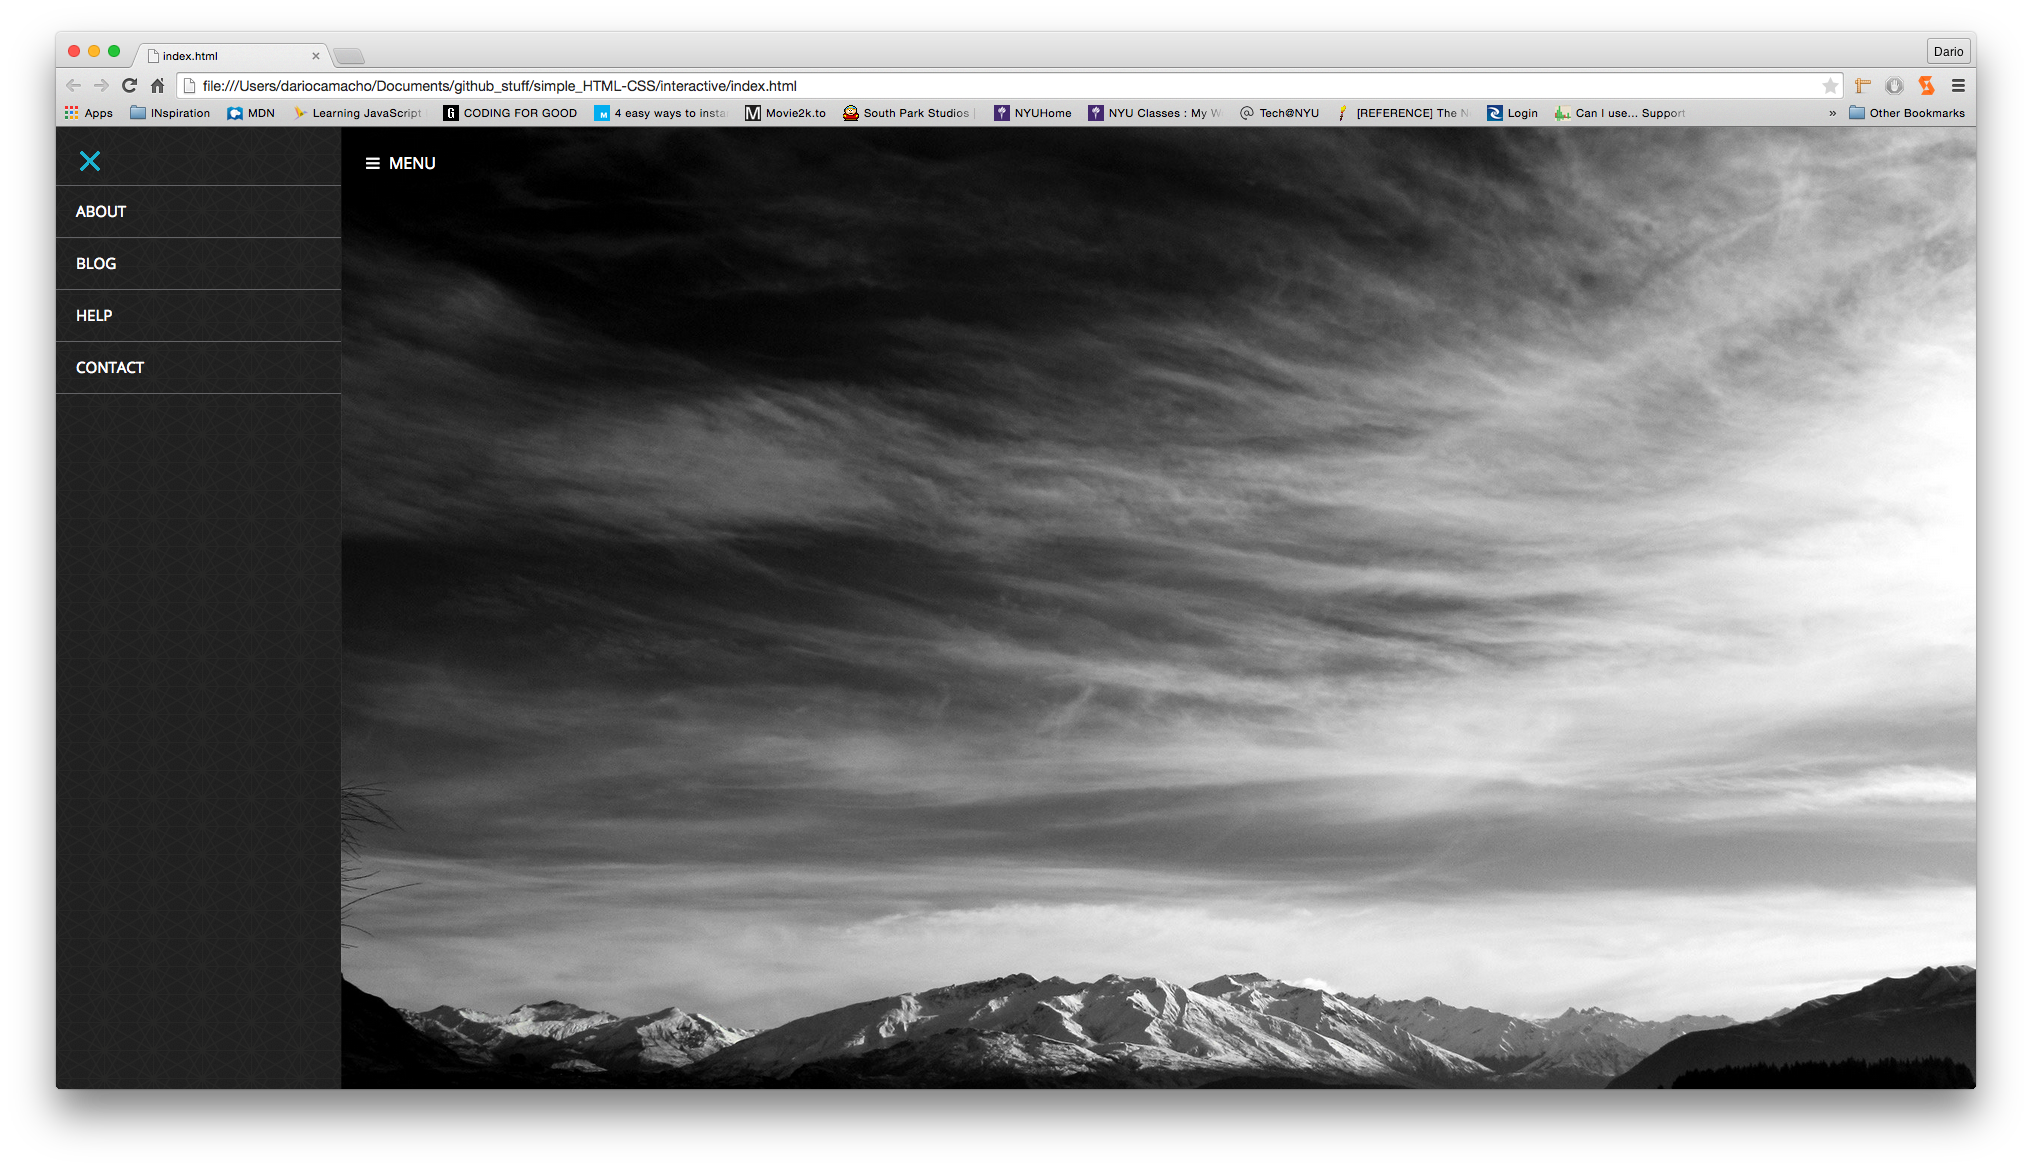 index.html
Dario
file:///Users/dariocamacho/Documents/github_stuff/simple_HTML-CSS/interactive/index.html
Apps INspiration MDN Learning JavaScript CODING FOR GOOD 4 easy ways to insta Movie2k.to South Park Studios NYUHome NYU Classes : My W Tech@NYU [REFERENCE] The N Login Can I use... Support » Other Bookmarks
MENU
ABOUT
BLOG
HELP
CONTACT